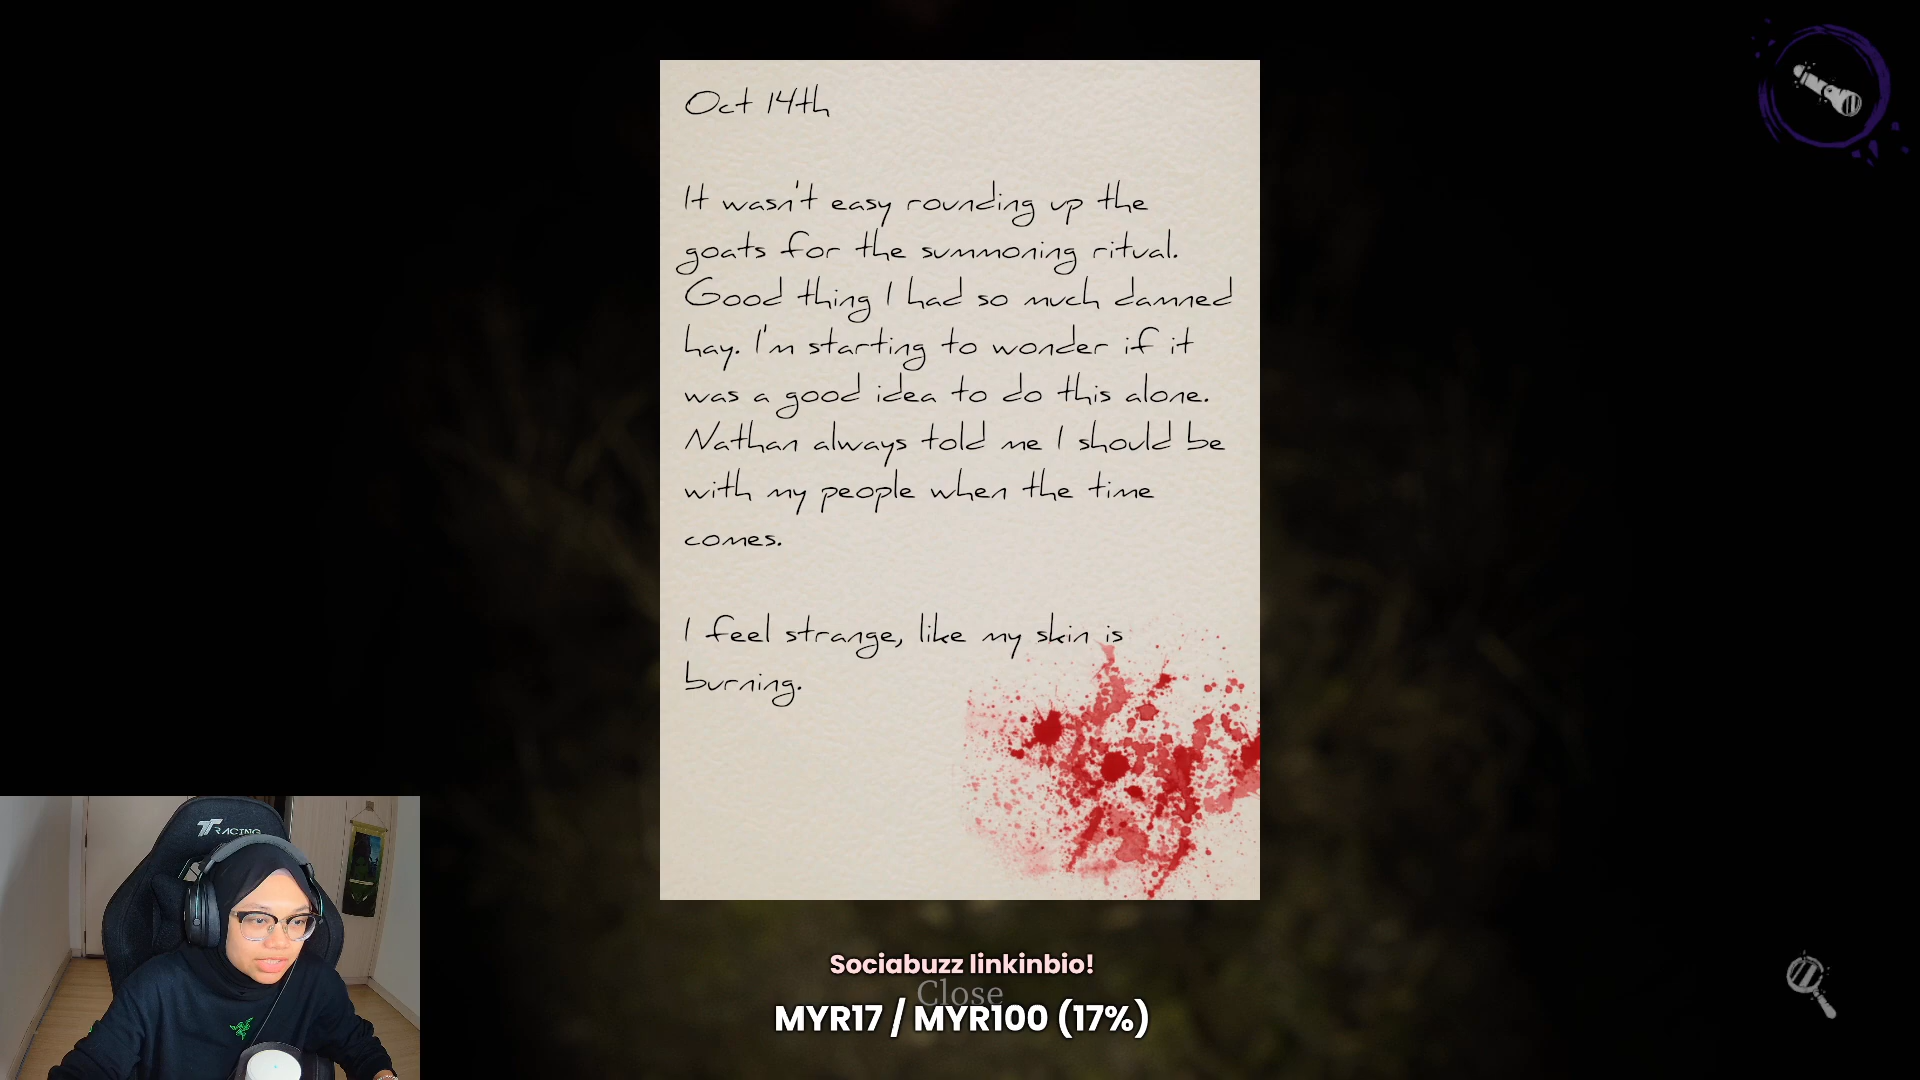 Oct 14th
It wasn't easy rounding up the
goats for the summoning ritual.
Good thing I had so much damned
hay. I'm starting to wonder if it
was a good idea to do this alone.
Nathan always told me I should be
with my people when the time
comes.
I feel strange, like my skin is
burning.
TTRACING
Sociabuzz linkinbio!
Close
MYR17 / MYR100 (17%)